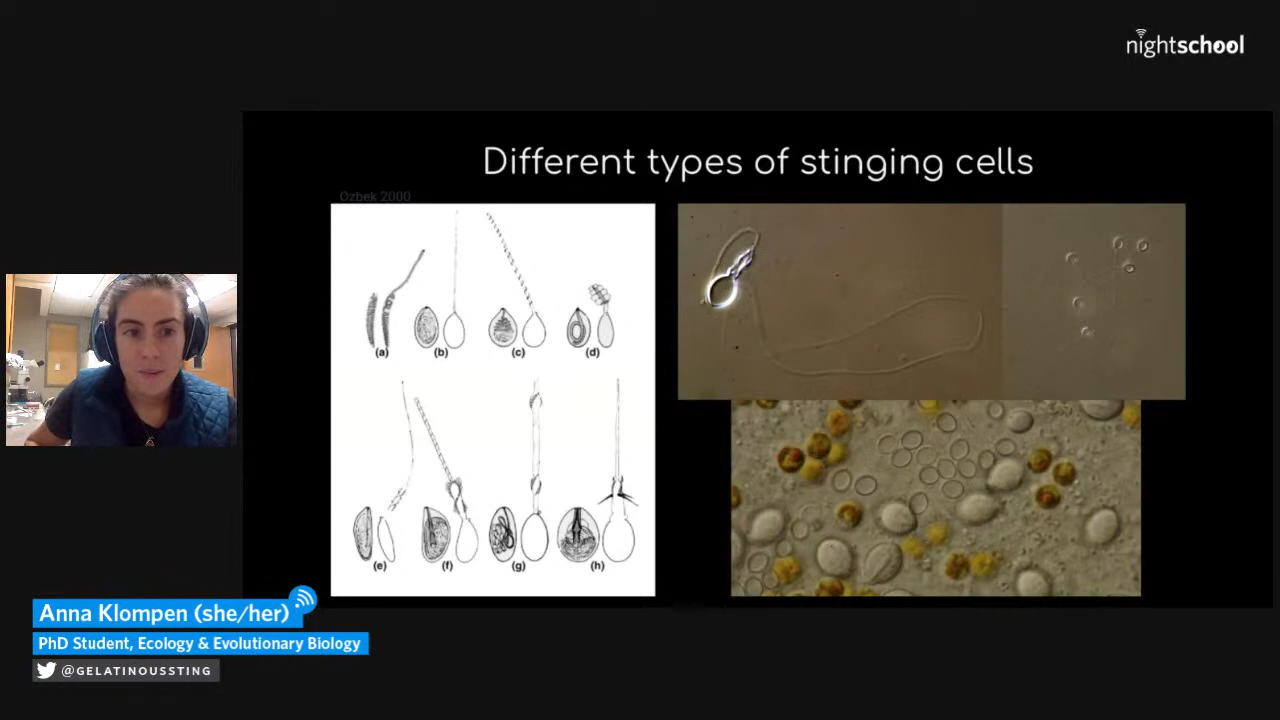 nightschool
Different types of stinging cells
Ozbek 2000
(a)
(b)
(c)
(d)
(e)
(f)
(g)
(h)
Anna Klompen (she/her)
PhD Student, Ecology & Evolutionary Biology
@GELATINOUSSTING